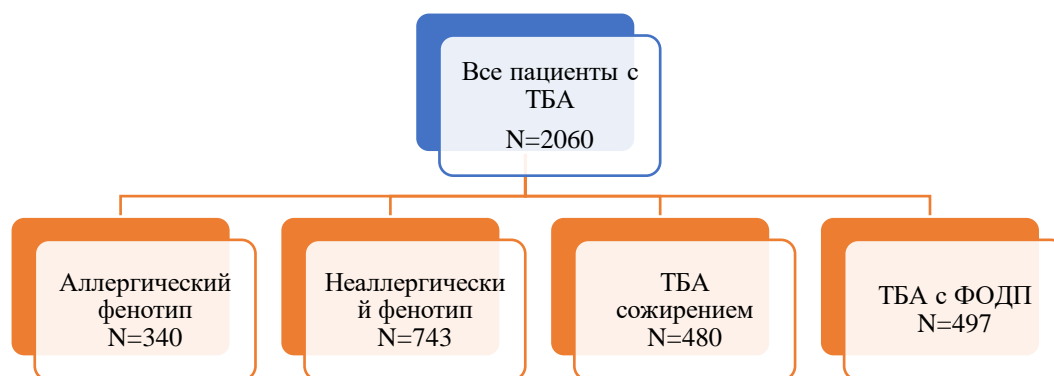 Все пациенты с
ТБА
N=2060
Аллергический
фенотип
N=340
Неаллергически
й фенотип
N=743
ТБА
сожирением
N=480
ТБА с ФОДП
N=497